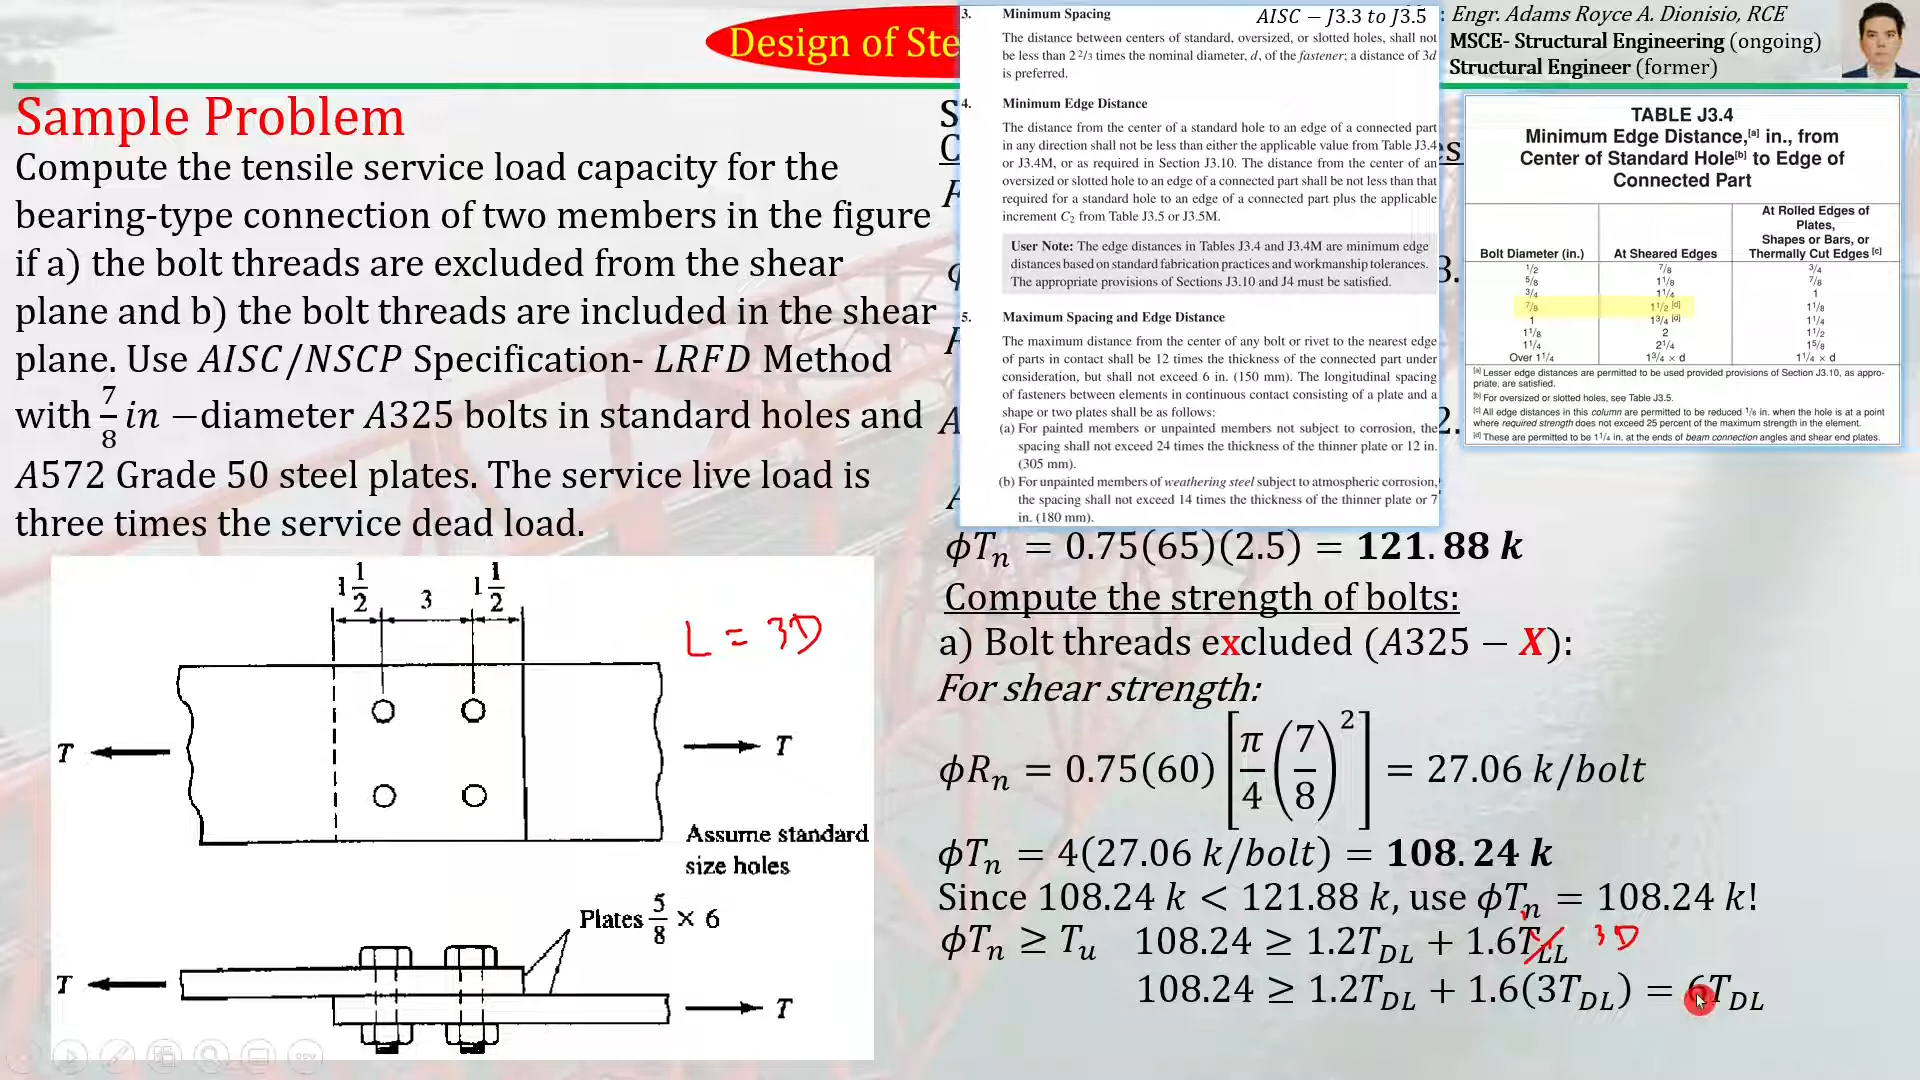 Design of Ste
: Engr. Adams Royce A. Dionisio, RCE
MSCE- Structural Engineering (ongoing)
Structural Engineer (former)
Sample Problem
Compute the tensile service load capacity for the
bearing-type connection of two members in the figure
if a) the bolt threads are excluded from the shear
plane and b) the bolt threads are included in the shear
plane. Use AISC/NSCP Specification- LRFD Method
with 7/8 in −diameter A325 bolts in standard holes and
A572 Grade 50 steel plates. The service live load is
three times the service dead load.
1 1/2 3 1 1/2
L = 3D
T T
Assume standard
size holes
Plates 5/8 × 6
T T
AISC − J3.3 to J3.5
3. Minimum Spacing
The distance between centers of standard, oversized, or slotted holes, shall not
be less than 2 2/3 times the nominal diameter, d, of the fastener; a distance of 3d
is preferred.
4. Minimum Edge Distance
The distance from the center of a standard hole to an edge of a connected part
in any direction shall not be less than either the applicable value from Table J3.4
or J3.4M, or as required in Section J3.10. The distance from the center of an
oversized or slotted hole to an edge of a connected part shall be not less than that
required for a standard hole to an edge of a connected part plus the applicable
increment C2 from Table J3.5 or J3.5M.
User Note: The edge distances in Tables J3.4 and J3.4M are minimum edge
distances based on standard fabrication practices and workmanship tolerances.
The appropriate provisions of Sections J3.10 and J4 must be satisfied.
5. Maximum Spacing and Edge Distance
The maximum distance from the center of any bolt or rivet to the nearest edge
of parts in contact shall be 12 times the thickness of the connected part under
consideration, but shall not exceed 6 in. (150 mm). The longitudinal spacing
of fasteners between elements in continuous contact consisting of a plate and a
shape or two plates shall be as follows:
(a) For painted members or unpainted members not subject to corrosion, the
spacing shall not exceed 24 times the thickness of the thinner plate or 12 in.
(305 mm).
(b) For unpainted members of weathering steel subject to atmospheric corrosion,
the spacing shall not exceed 14 times the thickness of the thinner plate or 7
in. (180 mm).
TABLE J3.4
Minimum Edge Distance,[a] in., from
Center of Standard Hole[b] to Edge of
Connected Part
Bolt Diameter (in.) At Sheared Edges At Rolled Edges of Plates, Shapes or Bars, or Thermally Cut Edges [c]
1/2 7/8 3/4
5/8 1 1/8 7/8
3/4 1 1/4 1
7/8 1 1/2 [d] 1 1/8
1 1 3/4 [d] 1 1/4
1 1/8 2 1 1/2
1 1/4 2 1/4 1 5/8
Over 1 1/4 1 3/4 × d 1 1/4 × d
[a] Lesser edge distances are permitted to be used provided provisions of Section J3.10, as appro-
priate, are satisfied.
[b] For oversized or slotted holes, see Table J3.5.
[c] All edge distances in this column are permitted to be reduced 1/8 in. when the hole is at a point
where required strength does not exceed 25 percent of the maximum strength in the element.
[d] These are permitted to be 1 1/4 in. at the ends of beam connection angles and shear end plates.
ϕTn = 0.75(65)(2.5) = 121.88 k
Compute the strength of bolts:
a) Bolt threads excluded (A325 − X):
For shear strength:
ϕRn = 0.75(60) [π/4 (7/8)²] = 27.06 k/bolt
ϕTn = 4(27.06 k/bolt) = 108.24 k
Since 108.24 k < 121.88 k, use ϕTn = 108.24 k!
ϕTn ≥ Tu 108.24 ≥ 1.2TDL + 1.6TLL 3D
108.24 ≥ 1.2TDL + 1.6(3TDL) = 6TDL